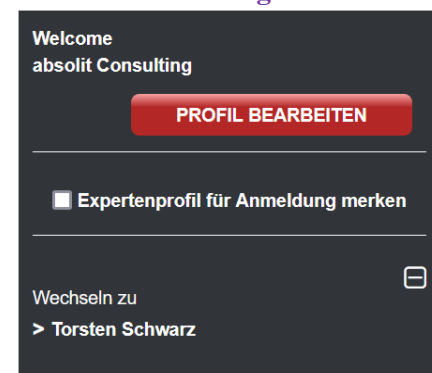 Welcome
absolit Consulting
PROFIL BEARBEITEN
Expertenprofil für Anmeldung merken
Wechseln zu
> Torsten Schwarz